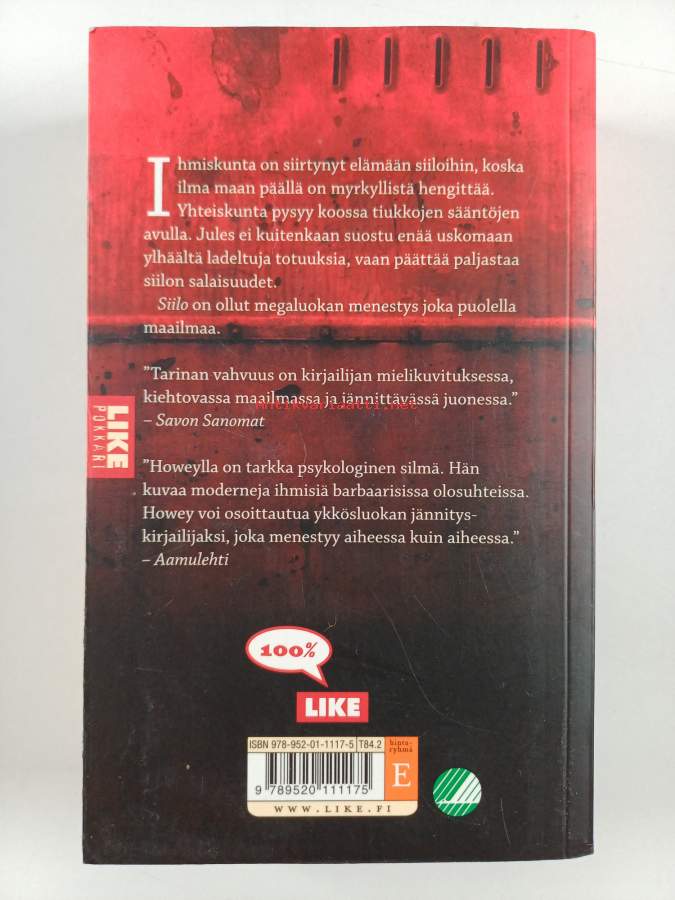 Ihmiskunta on siirtynyt elämään siiloihin, koska
ilma maan päällä on myrkyllistä hengittää.
Yhteiskunta pysyy koossa tiukkojen sääntöjen
avulla. Jules ei kuitenkaan suostu enää uskomaan
ylhäältä ladeltuja totuuksia, vaan päättää paljastaa
siilon salaisuudet.
Siilo on ollut megaluokan menestys joka puolella
maailmaa.
”Tarinan vahvuus on kirjailijan mielikuvituksessa,
kiehtovassa maailmassa ja jännittävässä juonessa.”
Antikvariaatti.net
– Savon Sanomat
LIKE
POKKARI
”Howeylla on tarkka psykologinen silmä. Hän
kuvaa moderneja ihmisiä barbaarisissa olosuhteissa.
Howey voi osoittautua ykkösluokan jännitys-
kirjailijaksi, joka menestyy aiheessa kuin aiheessa.”
– Aamulehti
100%
LIKE
ISBN 978-952-01-1117-5 T84.2
hinta-
ryhmä
E
9 789520 111175
WWW.LIKE.FI